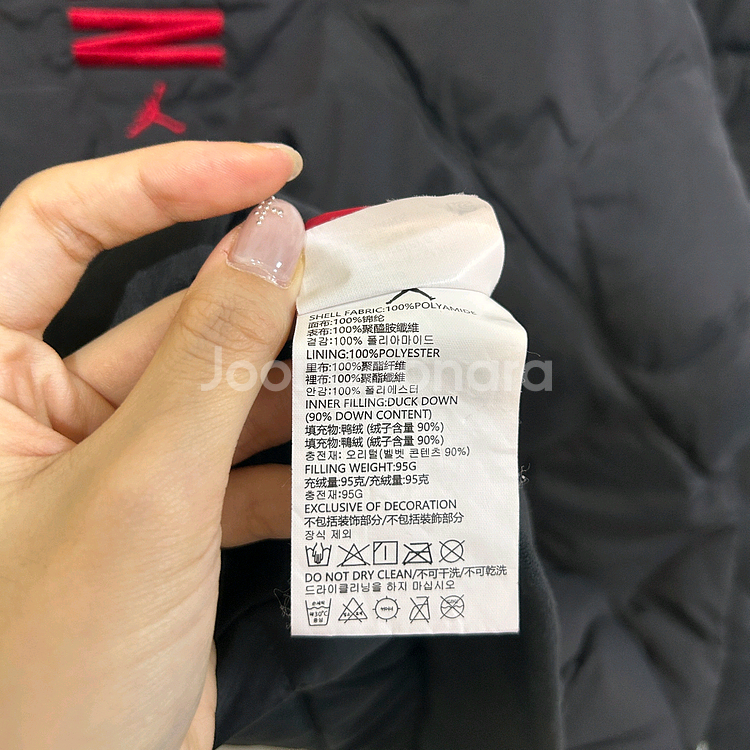 SHELL FABRIC:100%POLYAMIDE
面布:100%锦纶
表布:100%聚醯胺纖維
겉감:100% 폴리아마이드
LINING:100%POLYESTER
里布:100%聚酯纤维
裡布:100%聚酯纖維
안감:100% 폴리에스터
INNER FILLING:DUCK DOWN
(90% DOWN CONTENT)
填充物:鸭绒 (绒子含量 90%)
填充物:鴨絨 (絨子含量 90%)
충전재: 오리털(벨벳 콘텐츠 90%)
FILLING WEIGHT:95G
充绒量:95克/充絨量:95克
충전재:95G
EXCLUSIVE OF DECORATION
不包括装饰部分/不包括裝飾部分
장식 제외
DO NOT DRY CLEAN/不可干洗/不可乾洗
드라이클리닝을 하지 마십시오
손세탁
약30℃
중성